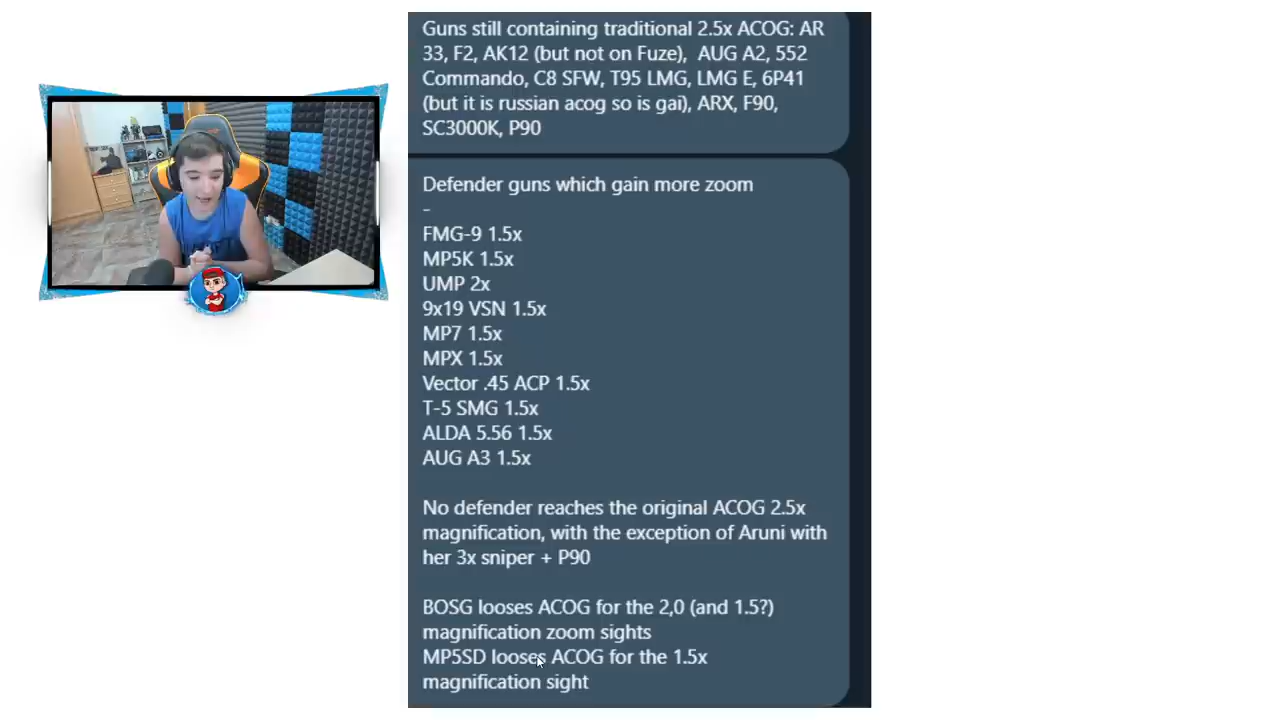 Guns still containing traditional 2.5x ACOG: AR
33, F2, AK12 (but not on Fuze),  AUG A2, 552
Commando, C8 SFW, T95 LMG, LMG E, 6P41
(but it is russian acog so is gai), ARX, F90,
SC3000K, P90
Defender guns which gain more zoom
-
FMG-9 1.5x
MP5K 1.5x
UMP 2x
9x19 VSN 1.5x
MP7 1.5x
MPX 1.5x
Vector .45 ACP 1.5x
T-5 SMG 1.5x
ALDA 5.56 1.5x
AUG A3 1.5x
No defender reaches the original ACOG 2.5x
magnification, with the exception of Aruni with
her 3x sniper + P90
BOSG looses ACOG for the 2,0 (and 1.5?)
magnification zoom sights
MP5SD looses ACOG for the 1.5x
magnification sight